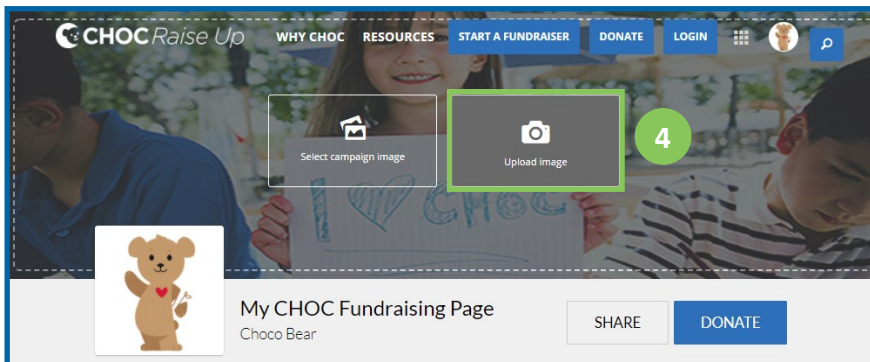 CHOC Raise Up WHY CHOC RESOURCES START A FUNDRAISER DONATE LOGIN
Select campaign image
Upload image
4
I ♡ CHOC
My CHOC Fundraising Page
Choco Bear
SHARE DONATE